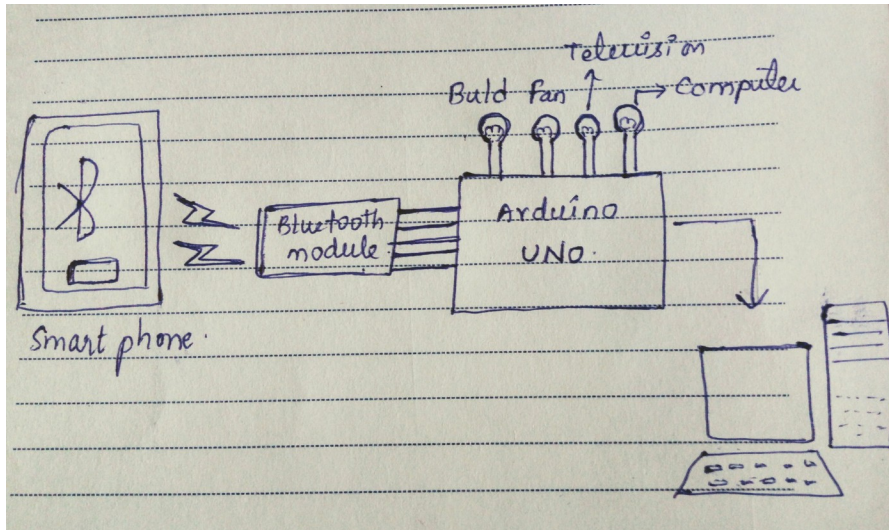 Television
Buld Fan
Computer
Bluetooth
module
Arduino
UNO.
Smart phone.